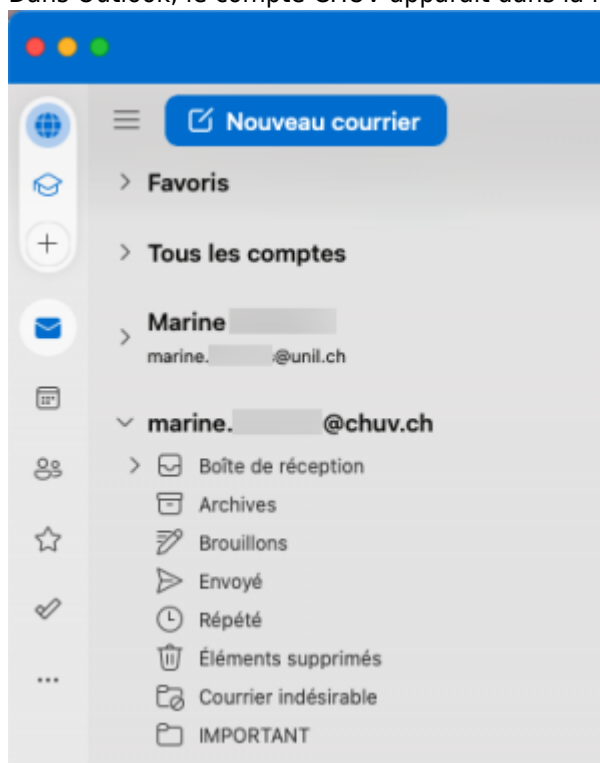 Nouveau courrier
Favoris
Tous les comptes
Marine
marine. @unil.ch
marine. @chuv.ch
Boîte de réception
Archives
Brouillons
Envoyé
Répété
Éléments supprimés
Courrier indésirable
IMPORTANT